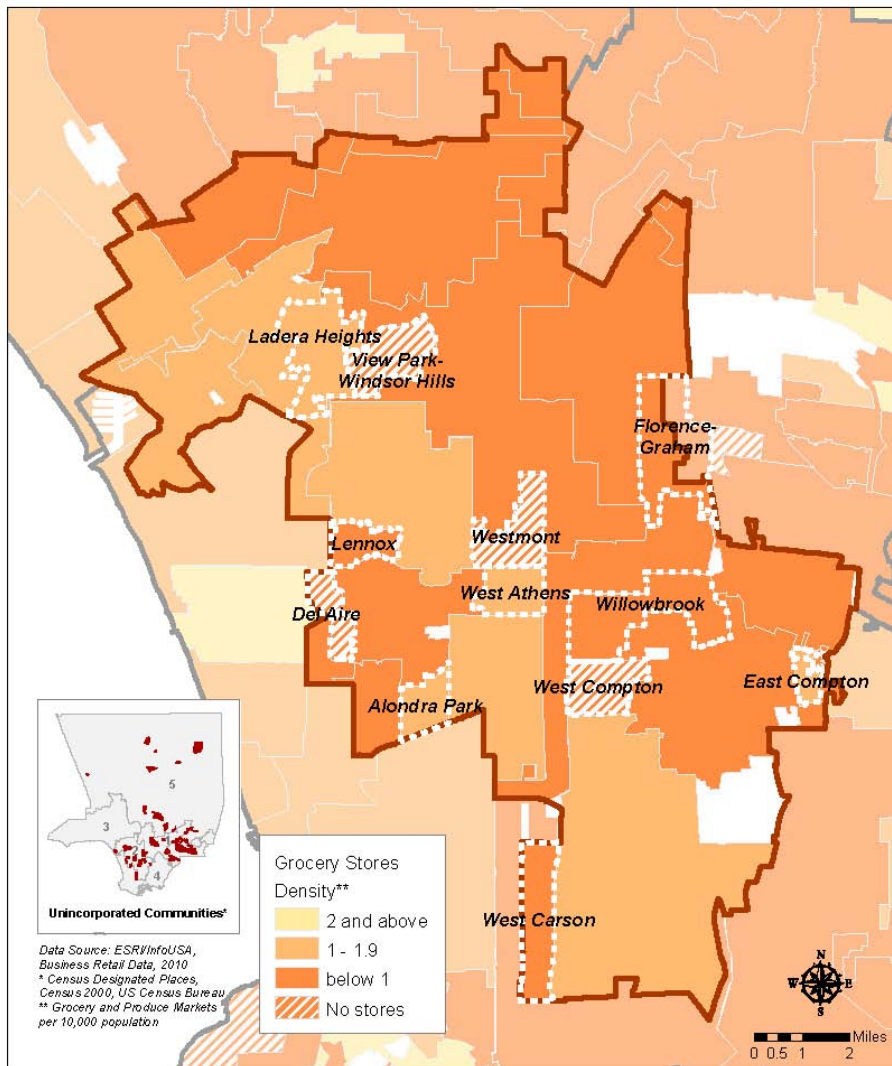 Ladera Heights
View Park-
Windsor Hills
Florence-
Graham
Lennox
Westmont
West Athens
Willowbrook
Del Aire
West Compton
East Compton
Alondra Park
West Carson
5
3
4
Unincorporated Communities*
Data Source: ESRI/InfoUSA,
Business Retail Data, 2010
* Census Designated Places,
Census 2000, US Census Bureau
** Grocery and Produce Markets
per 10,000 population
Grocery Stores
Density**
2 and above
1 - 1.9
below 1
No stores
N
W E
S
Miles
0 0.5 1 2